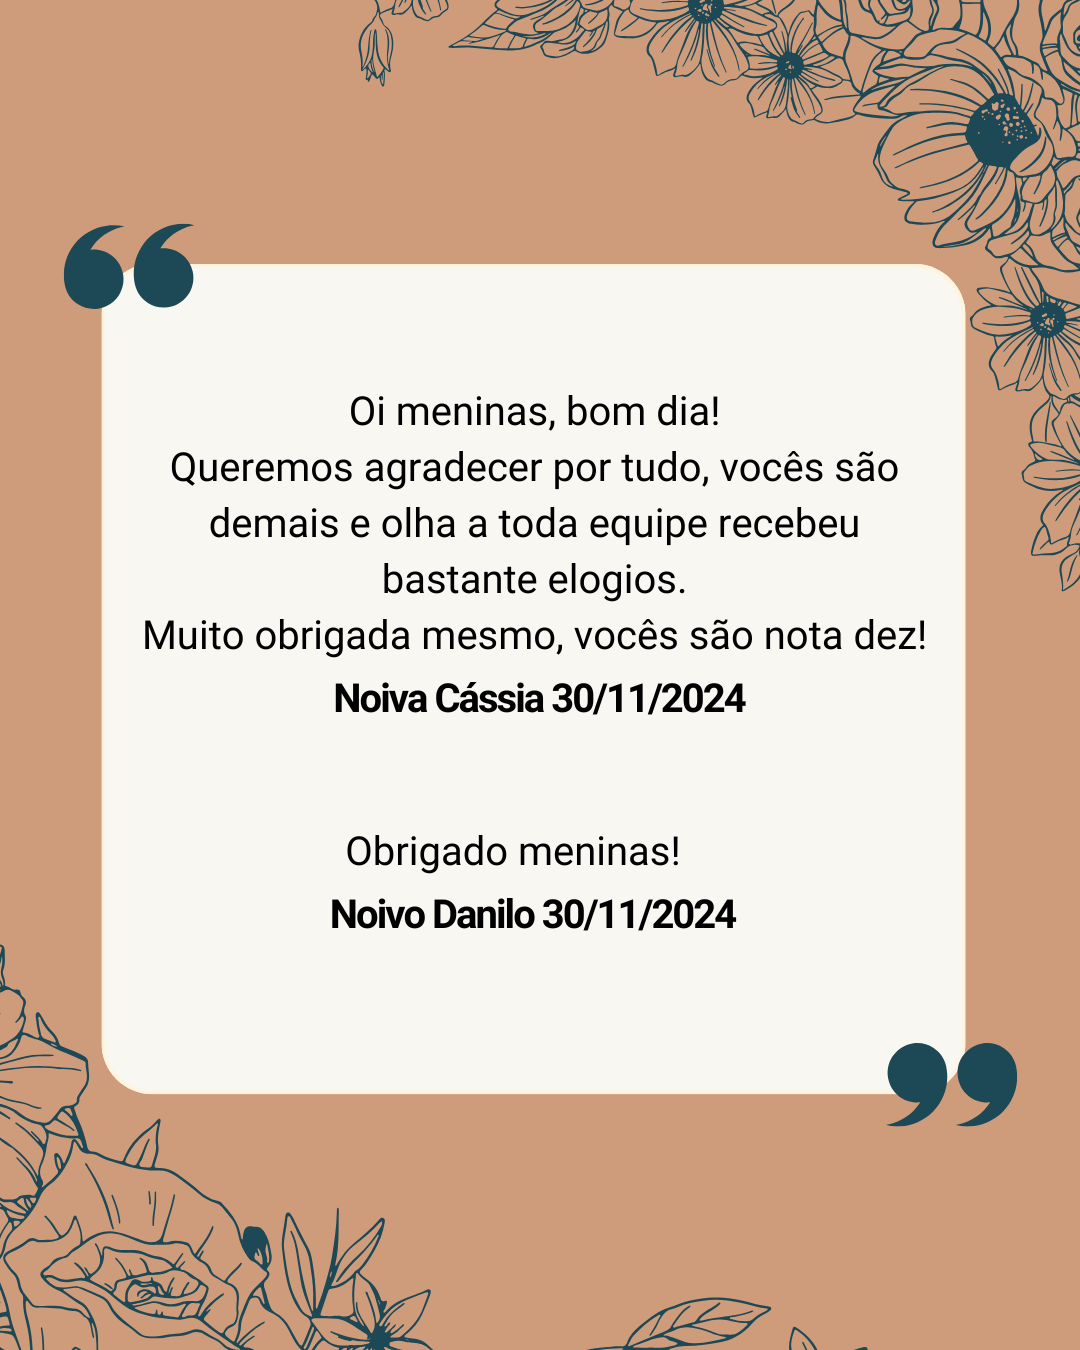 Oi meninas, bom dia!
Queremos agradecer por tudo, vocês são
demais e olha a toda equipe recebeu
bastante elogios.
Muito obrigada mesmo, vocês são nota dez!
Noiva Cássia 30/11/2024
Obrigado meninas!
Noivo Danilo 30/11/2024